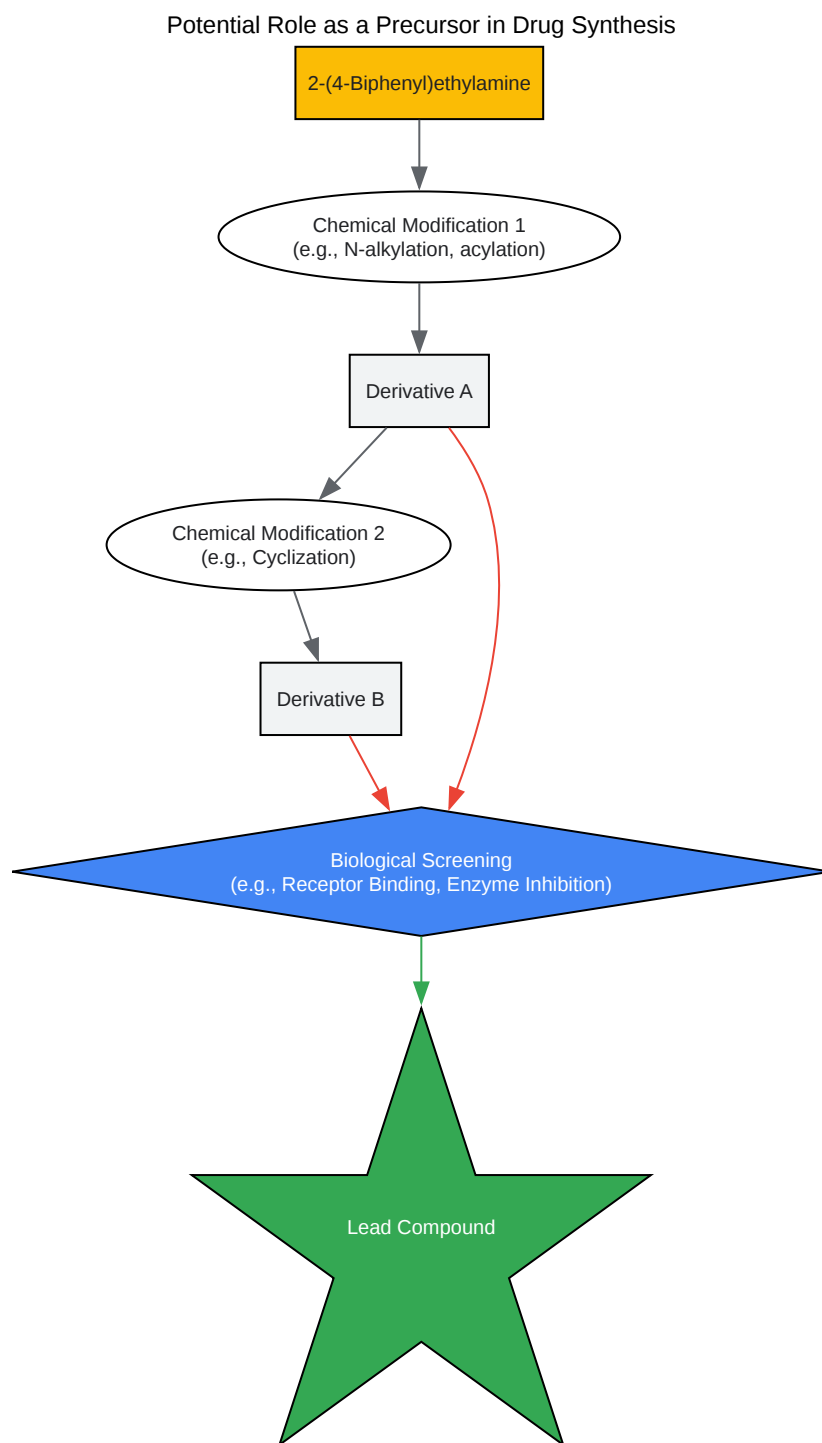 Potential Role as a Precursor in Drug Synthesis
2-(4-Biphenyl)ethylamine
Chemical Modification 1
(e.g., N-alkylation, acylation)
Derivative A
Chemical Modification 2
(e.g., Cyclization)
Derivative B
Biological Screening
(e.g., Receptor Binding, Enzyme Inhibition)
Lead Compound